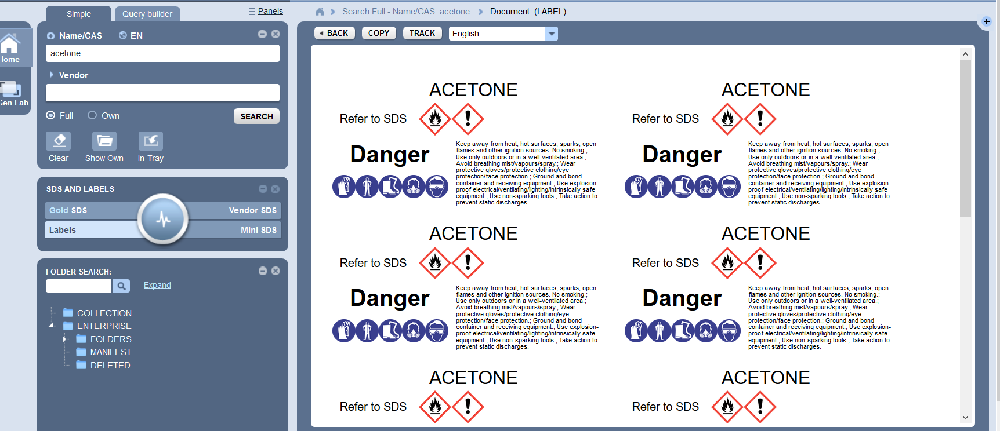 Simple
Query builder
Panels
Search Full - Name/CAS: acetone
Document: (LABEL)
Home
Gen Lab
Name/CAS
EN
acetone
Vendor
Full
Own
SEARCH
Clear
Show Own
In-Tray
SDS AND LABELS
Gold SDS
Vendor SDS
Labels
Mini SDS
FOLDER SEARCH:
Expand
COLLECTION
ENTERPRISE
FOLDERS
MANIFEST
DELETED
BACK
COPY
TRACK
English
ACETONE
Refer to SDS
Danger
Keep away from heat, hot surfaces, sparks, open
flames and other ignition sources. No smoking.;
Use only outdoors or in a well-ventilated area.;
Avoid breathing mist/vapours/spray.; Wear
protective gloves/protective clothing/eye
protection/face protection.; Ground and bond
container and receiving equipment.; Use explosion-
proof electrical/ventilating/lighting/intrinsically safe
equipment.; Use non-sparking tools.; Take action to
prevent static discharges.
ACETONE
Refer to SDS
Danger
Keep away from heat, hot surfaces, sparks, open
flames and other ignition sources. No smoking.;
Use only outdoors or in a well-ventilated area.;
Avoid breathing mist/vapours/spray.; Wear
protective gloves/protective clothing/eye
protection/face protection.; Ground and bond
container and receiving equipment.; Use explosion-
proof electrical/ventilating/lighting/intrinsically safe
equipment.; Use non-sparking tools.; Take action to
prevent static discharges.
ACETONE
Refer to SDS
Danger
Keep away from heat, hot surfaces, sparks, open
flames and other ignition sources. No smoking.;
Use only outdoors or in a well-ventilated area.;
Avoid breathing mist/vapours/spray.; Wear
protective gloves/protective clothing/eye
protection/face protection.; Ground and bond
container and receiving equipment.; Use explosion-
proof electrical/ventilating/lighting/intrinsically safe
equipment.; Use non-sparking tools.; Take action to
prevent static discharges.
ACETONE
Refer to SDS
Danger
Keep away from heat, hot surfaces, sparks, open
flames and other ignition sources. No smoking.;
Use only outdoors or in a well-ventilated area.;
Avoid breathing mist/vapours/spray.; Wear
protective gloves/protective clothing/eye
protection/face protection.; Ground and bond
container and receiving equipment.; Use explosion-
proof electrical/ventilating/lighting/intrinsically safe
equipment.; Use non-sparking tools.; Take action to
prevent static discharges.
ACETONE
Refer to SDS
ACETONE
Refer to SDS